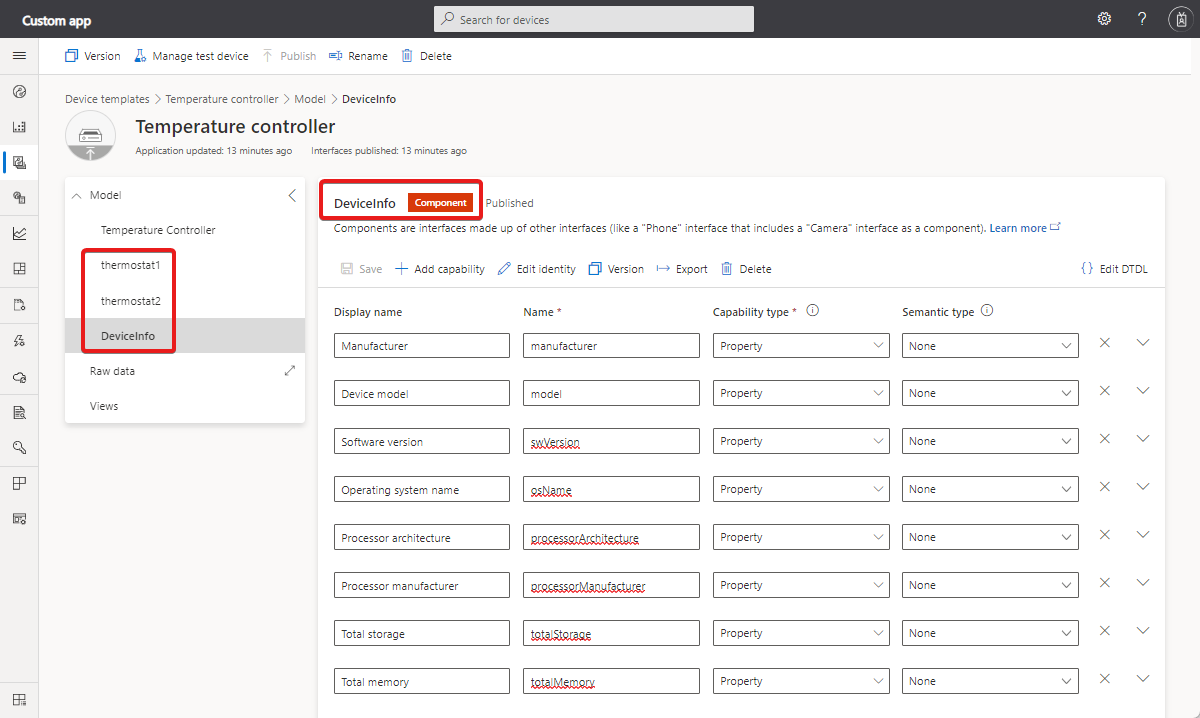 Custom app
Search for devices
?
Version Manage test device Publish Rename Delete
Device templates > Temperature controller > Model > DeviceInfo
Temperature controller
Application updated: 13 minutes ago Interfaces published: 13 minutes ago
Model
Temperature Controller
thermostat1
thermostat2
DeviceInfo
Raw data
Views
DeviceInfo Component Published
Components are interfaces made up of other interfaces (like a "Phone" interface that includes a "Camera" interface as a component). Learn more
Save Add capability Edit identity Version Export Delete {} Edit DTDL
Display name Name * Capability type * Semantic type
Manufacturer manufacturer Property None
Device model model Property None
Software version swVersion Property None
Operating system name osName Property None
Processor architecture processorArchitecture Property None
Processor manufacturer processorManufacturer Property None
Total storage totalStorage Property None
Total memory totalMemory Property None